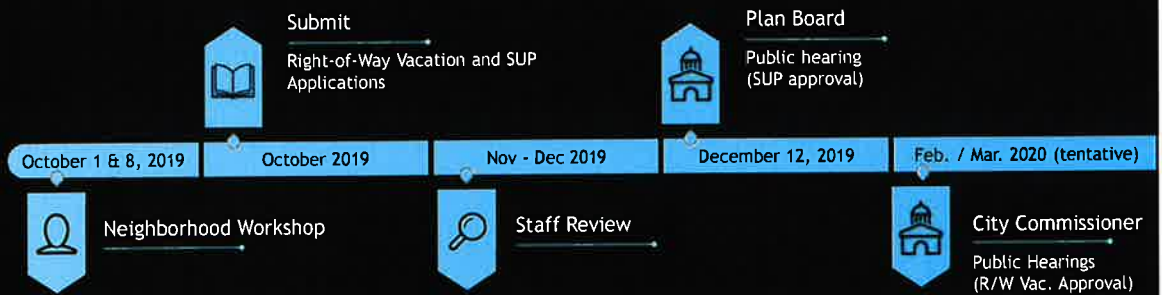 Submit
Right-of-Way Vacation and SUP
Applications
Plan Board
Public hearing
(SUP approval)
October 1 & 8, 2019
October 2019
Nov - Dec 2019
December 12, 2019
Feb. / Mar. 2020 (tentative)
Neighborhood Workshop
Staff Review
City Commissioner
Public Hearings
(R/W Vac. Approval)